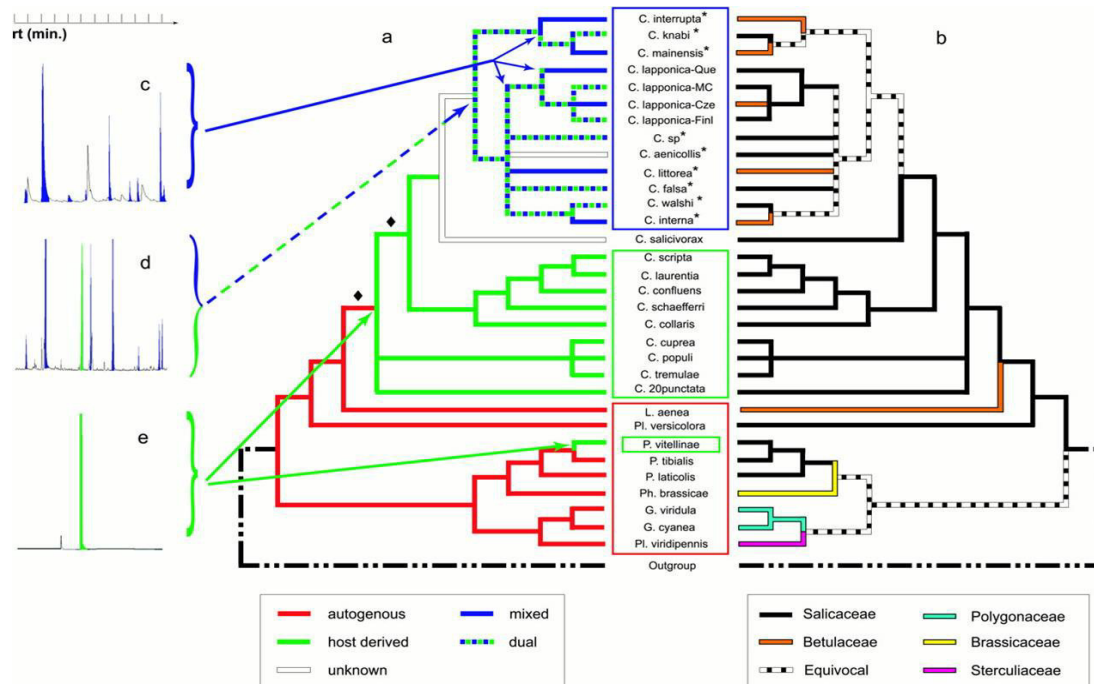 rt (min.)
a
b
c
d
e
C. interrupta*
C. knabi *
C. mainensis*
C. lapponica-Que
C. lapponica-MC
C. lapponica-Cze
C. lapponica-Finl
C. sp*
C. aenicollis*
C. littorea*
C. falsa*
C. walshi *
C. interna*
C. salicivorax
C. scripta
C. laurentia
C. confluens
C. schaefferri
C. collaris
C. cuprea
C. populi
C. tremulae
C. 20punctata
L. aenea
Pl. versicolora
P. vitellinae
P. tibialis
P. laticolis
Ph. brassicae
G. viridula
G. cyanea
Pl. viridipennis
Outgroup
autogenous
mixed
host derived
dual
unknown
Salicaceae
Polygonaceae
Betulaceae
Brassicaceae
Equivocal
Sterculiaceae